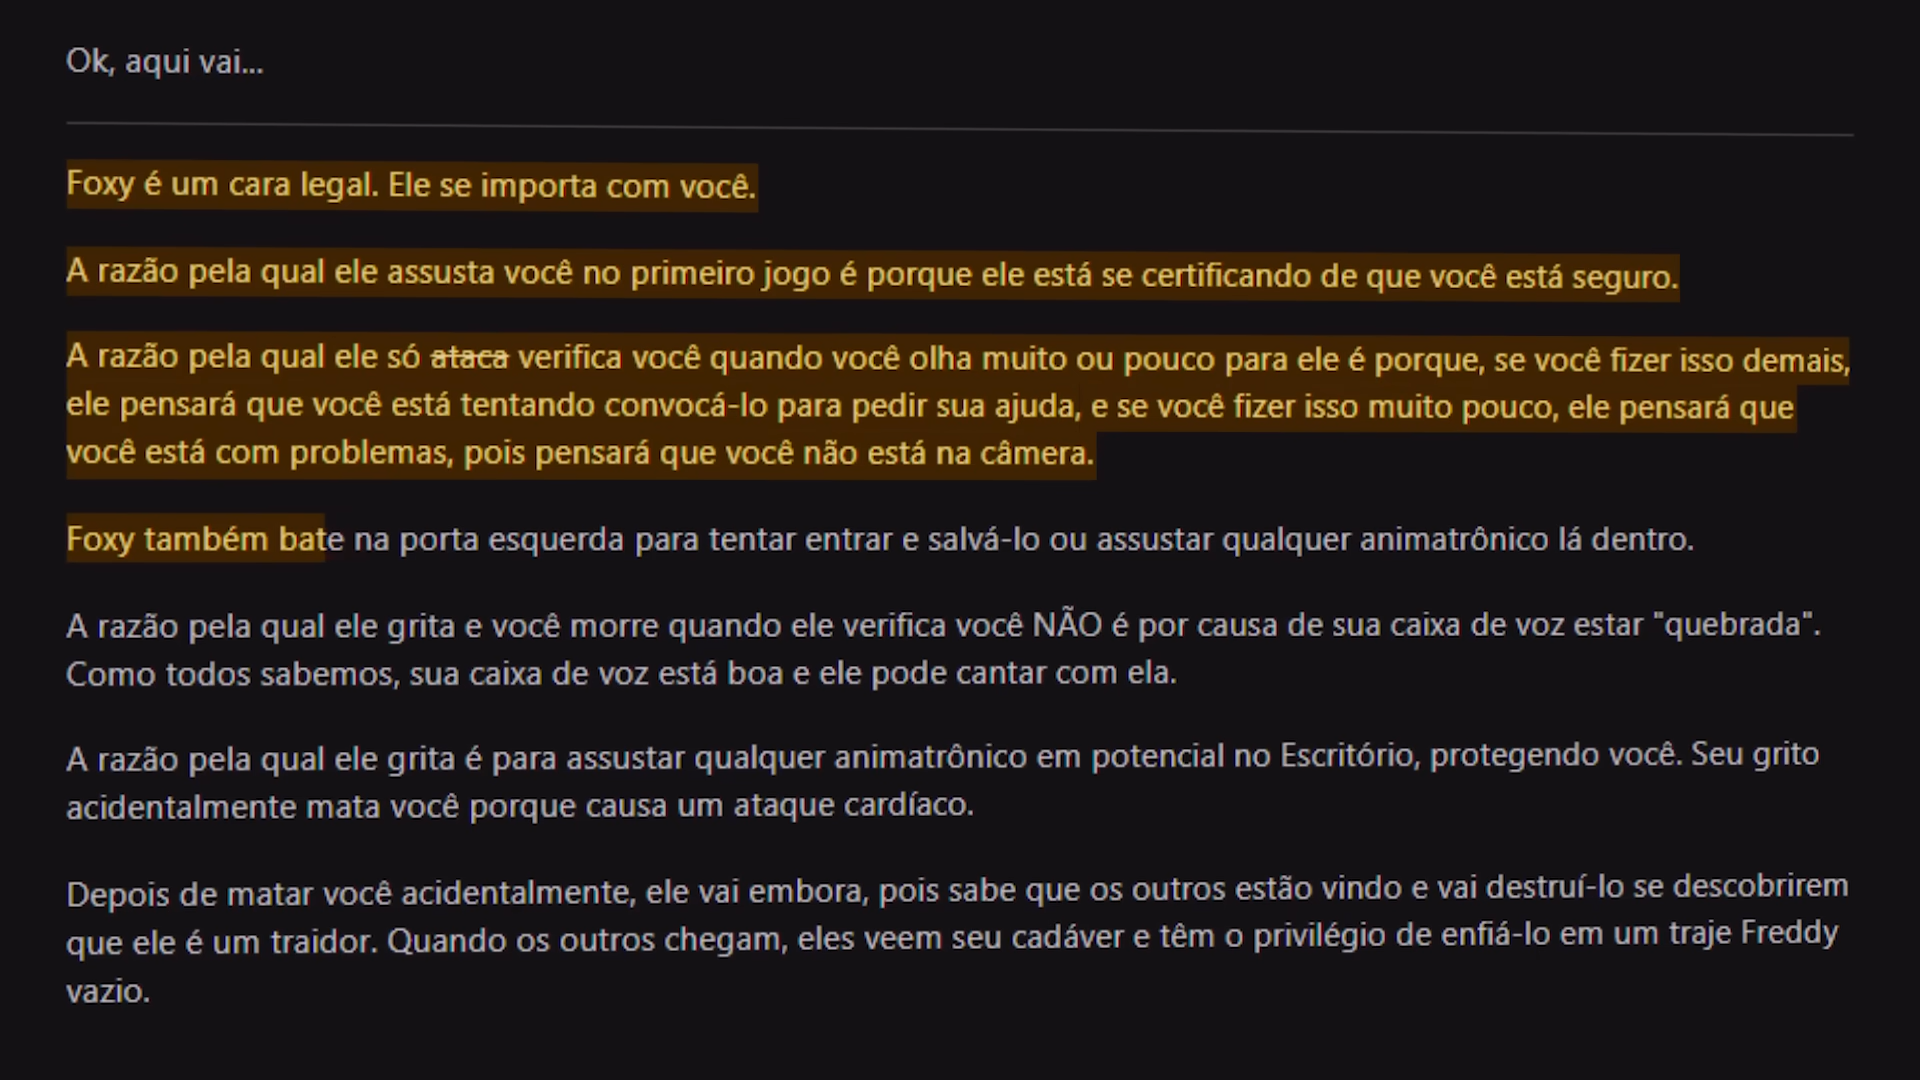 Ok, aqui vai...
Foxy é um cara legal. Ele se importa com você.
A razão pela qual ele assusta você no primeiro jogo é porque ele está se certificando de que você está seguro.
A razão pela qual ele só ataca verifica você quando você olha muito ou pouco para ele é porque, se você fizer isso demais,
ele pensará que você está tentando convocá-lo para pedir sua ajuda, e se você fizer isso muito pouco, ele pensará que
você está com problemas, pois pensará que você não está na câmera.
Foxy também bate na porta esquerda para tentar entrar e salvá-lo ou assustar qualquer animatrônico lá dentro.
A razão pela qual ele grita e você morre quando ele verifica você NÃO é por causa de sua caixa de voz estar "quebrada".
Como todos sabemos, sua caixa de voz está boa e ele pode cantar com ela.
A razão pela qual ele grita é para assustar qualquer animatrônico em potencial no Escritório, protegendo você. Seu grito
acidentalmente mata você porque causa um ataque cardíaco.
Depois de matar você acidentalmente, ele vai embora, pois sabe que os outros estão vindo e vai destruí-lo se descobrirem
que ele é um traidor. Quando os outros chegam, eles veem seu cadáver e têm o privilégio de enfiá-lo em um traje Freddy
vazio.